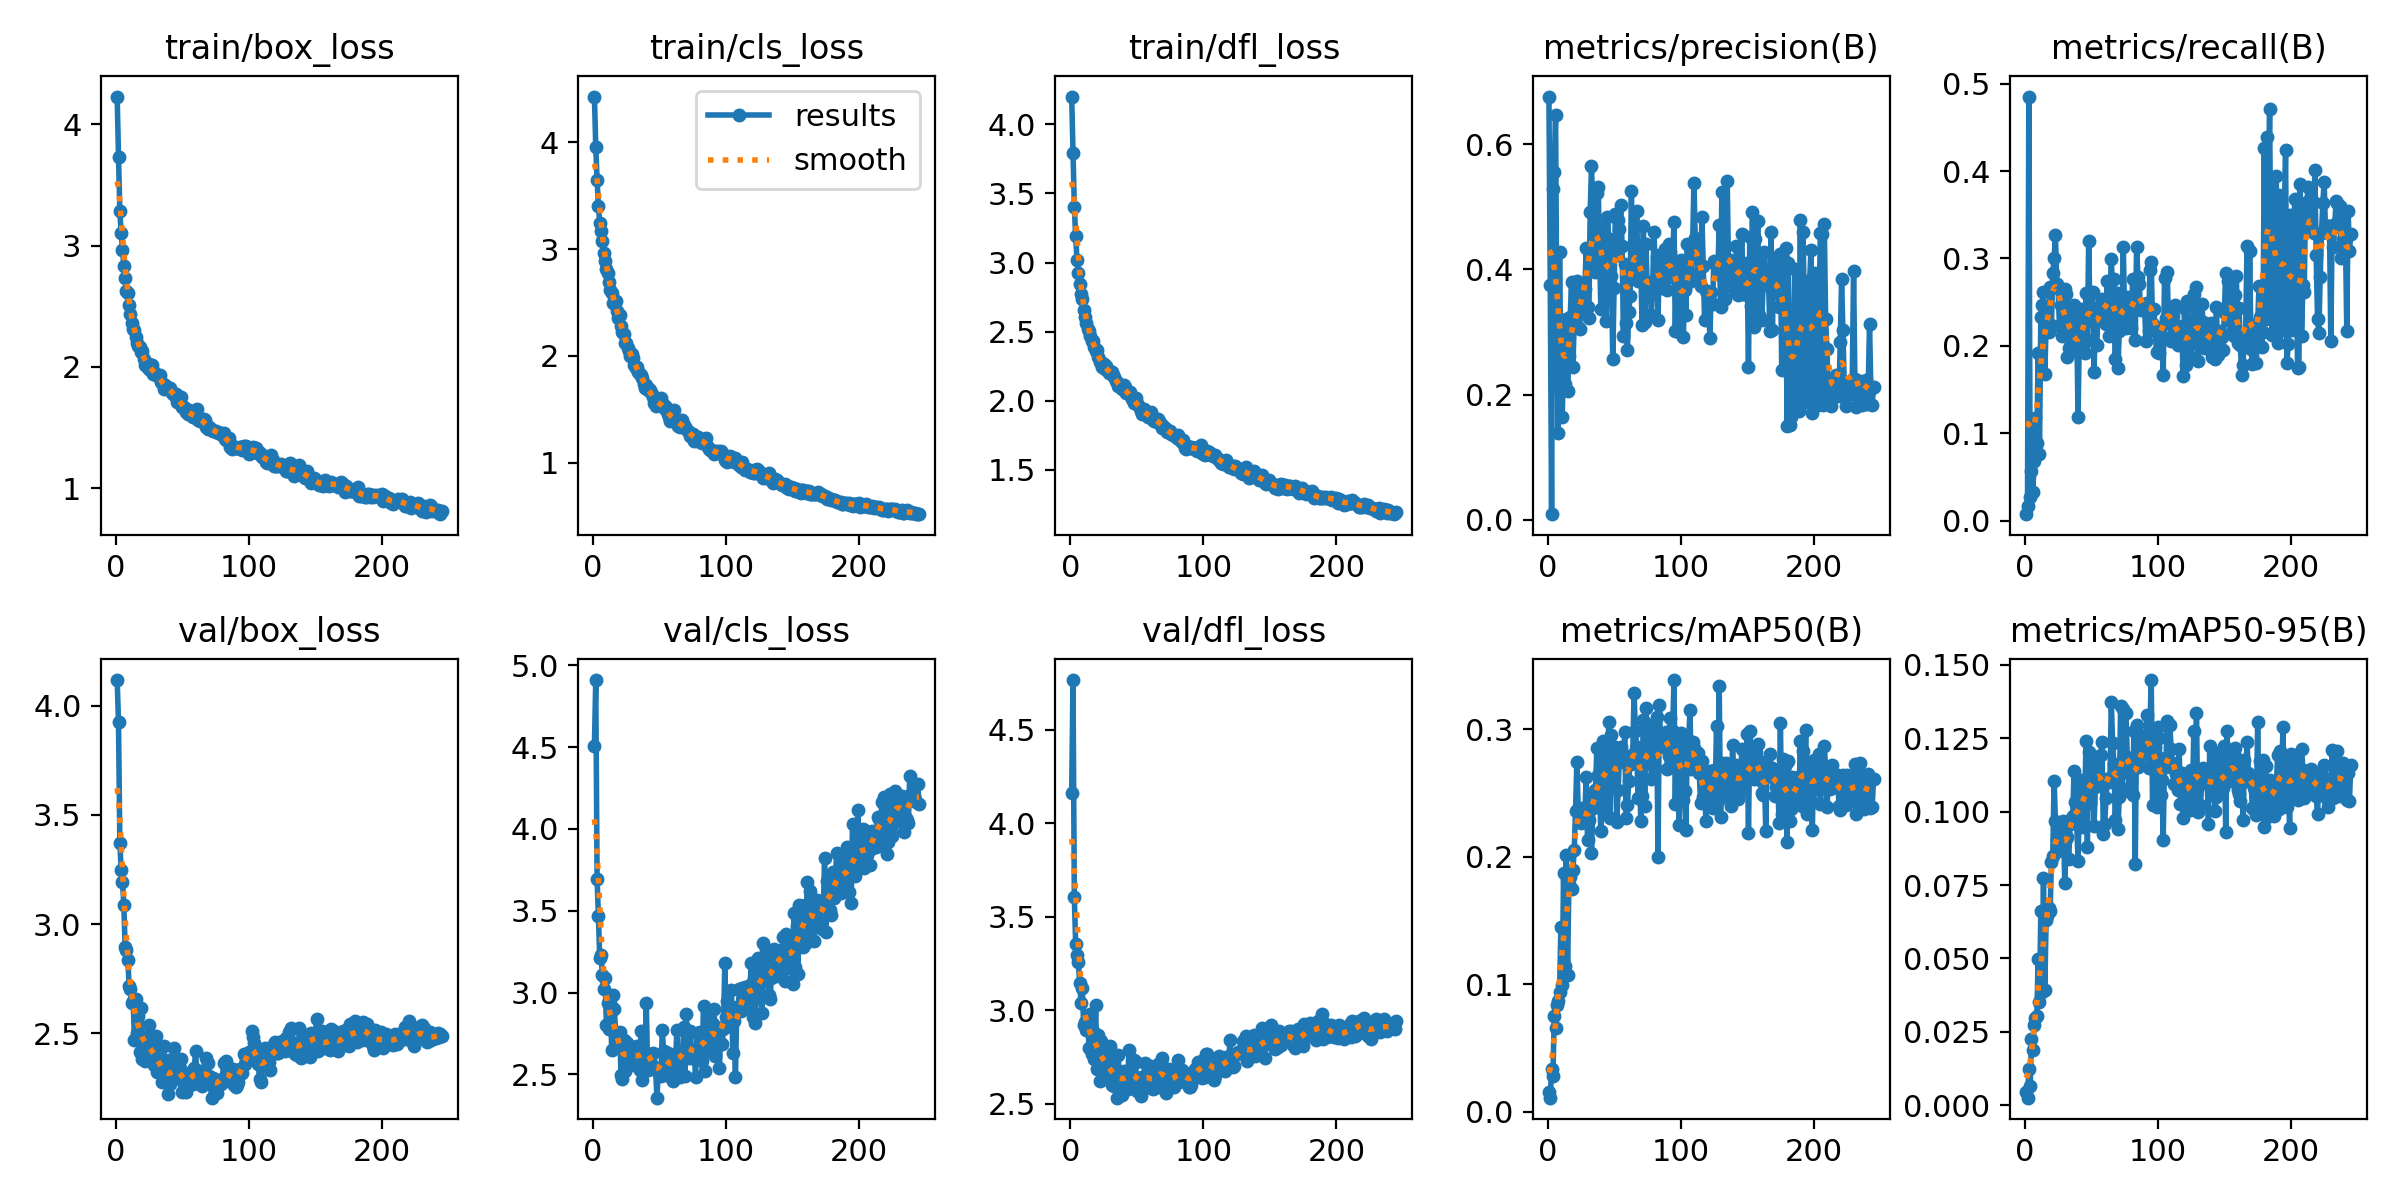 train/box_loss
4
3
2
1
0 100 200
train/cls_loss
results
smooth
4
3
2
1
0 100 200
train/dfl_loss
4.0
3.5
3.0
2.5
2.0
1.5
0 100 200
metrics/precision(B)
0.6
0.4
0.2
0.0
0 100 200
metrics/recall(B)
0.5
0.4
0.3
0.2
0.1
0.0
0 100 200
val/box_loss
4.0
3.5
3.0
2.5
0 100 200
val/cls_loss
5.0
4.5
4.0
3.5
3.0
2.5
0 100 200
val/dfl_loss
4.5
4.0
3.5
3.0
2.5
0 100 200
metrics/mAP50(B)
0.3
0.2
0.1
0.0
0 100 200
metrics/mAP50-95(B)
0.150
0.125
0.100
0.075
0.050
0.025
0.000
0 100 200